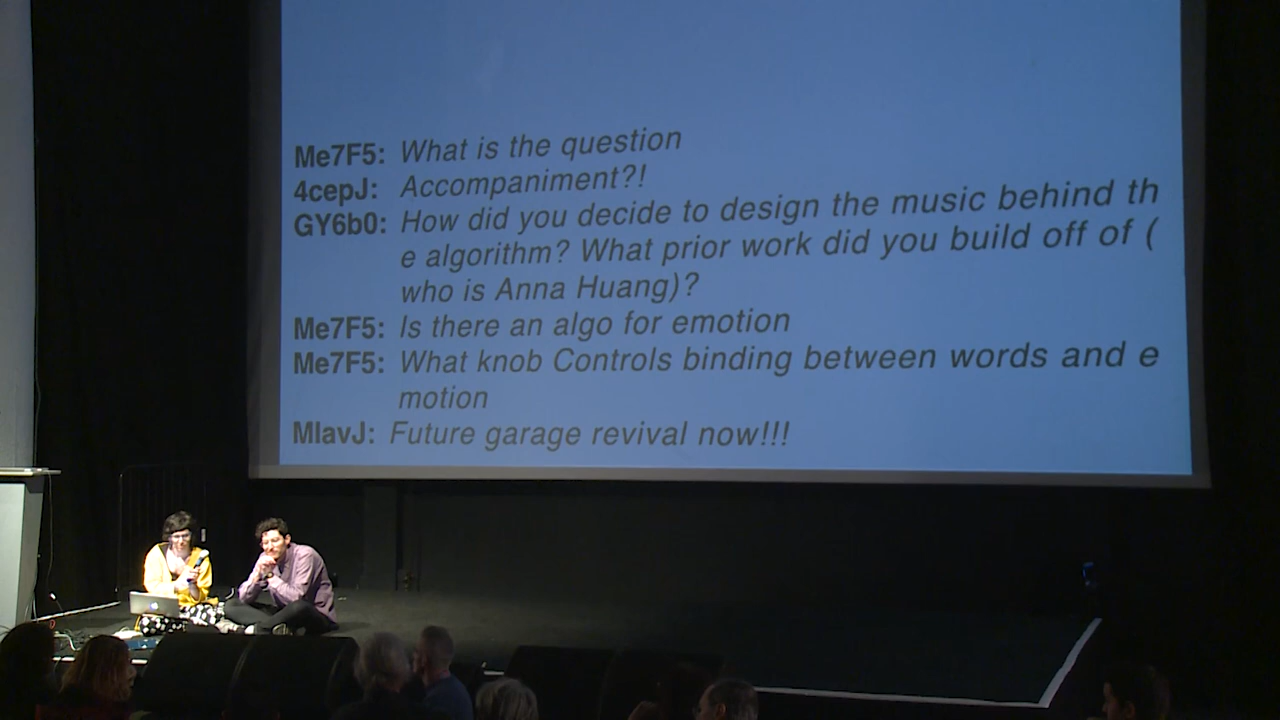 Me7F5: What is the question
4cepJ: Accompaniment?!
GY6b0: How did you decide to design the music behind th
e algorithm? What prior work did you build off of (
who is Anna Huang)?
Me7F5: Is there an algo for emotion
Me7F5: What knob Controls binding between words and e
motion
MlavJ: Future garage revival now!!!